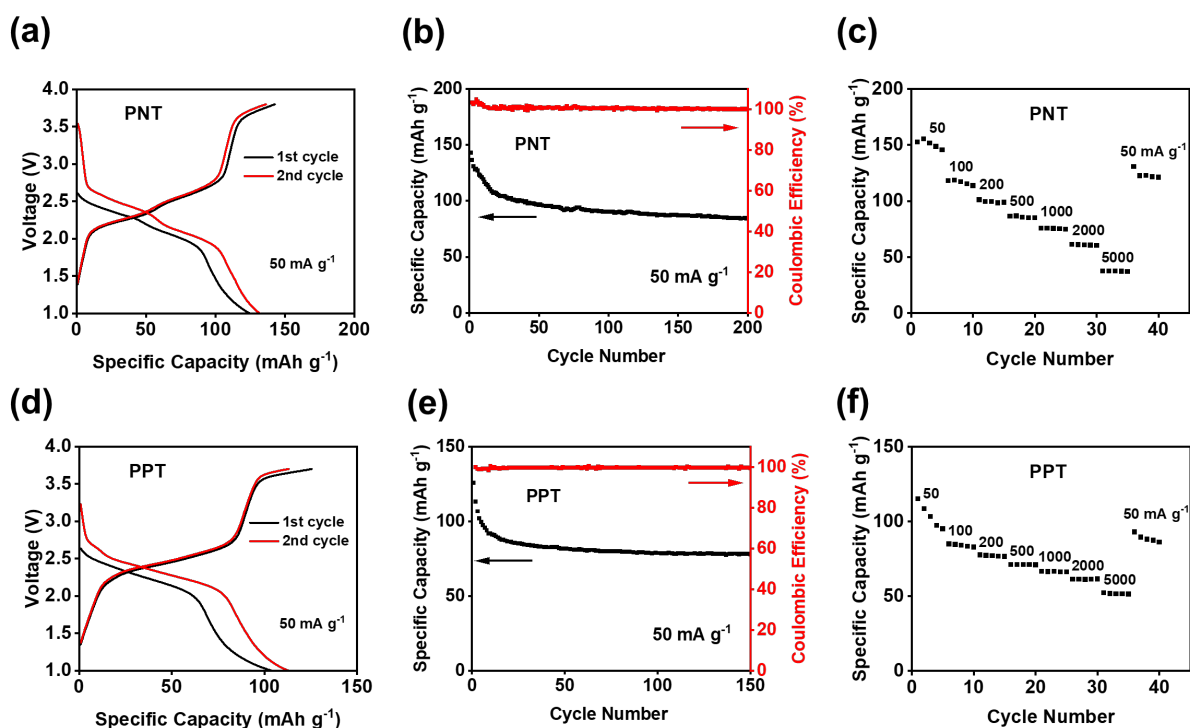 (a)
4.0
3.5
3.0
2.5
2.0
1.5
1.0
Voltage (V)
PNT
1st cycle
2nd cycle
50 mA g⁻¹
0 50 100 150 200
Specific Capacity (mAh g⁻¹)
(b)
200
150
100
50
0
Specific Capacity (mAh g⁻¹)
PNT
50 mA g⁻¹
100
80
60
40
20
0
Coulombic Efficiency (%)
0 50 100 150 200
Cycle Number
(c)
200
150
100
50
0
Specific Capacity (mAh g⁻¹)
PNT
50
100
200
500
1000
2000
5000
50 mA g⁻¹
0 10 20 30 40
Cycle Number
(d)
4.0
3.5
3.0
2.5
2.0
1.5
1.0
Voltage (V)
PPT
1st cycle
2nd cycle
50 mA g⁻¹
0 50 100 150
Specific Capacity (mAh g⁻¹)
(e)
150
100
50
0
Specific Capacity (mAh g⁻¹)
PPT
50 mA g⁻¹
100
80
60
40
20
0
Coulombic Efficiency (%)
0 50 100 150
Cycle Number
(f)
150
100
50
0
Specific Capacity (mAh g⁻¹)
PPT
50
100
200
500
1000
2000
5000
50 mA g⁻¹
0 10 20 30 40
Cycle Number